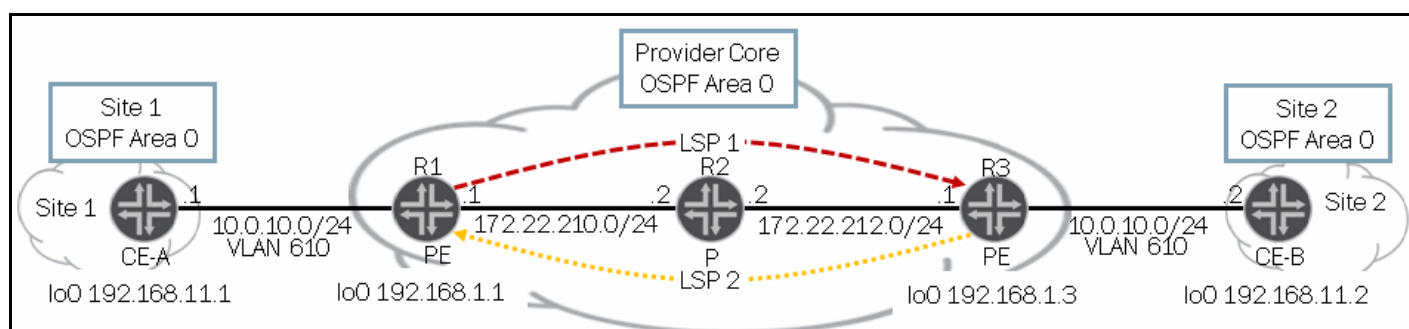 Provider Core
OSPF Area 0
Site 1
OSPF Area 0
Site 2
OSPF Area 0
LSP 1
R1
R2
R3
Site 1
.1
.1
.2
.2
.1
.2
Site 2
10.0.10.0/24
VLAN 610
172.22.210.0/24
172.22.212.0/24
10.0.10.0/24
VLAN 610
CE-A
PE
P
PE
CE-B
LSP 2
lo0 192.168.11.1
lo0 192.168.1.1
lo0 192.168.1.3
lo0 192.168.11.2